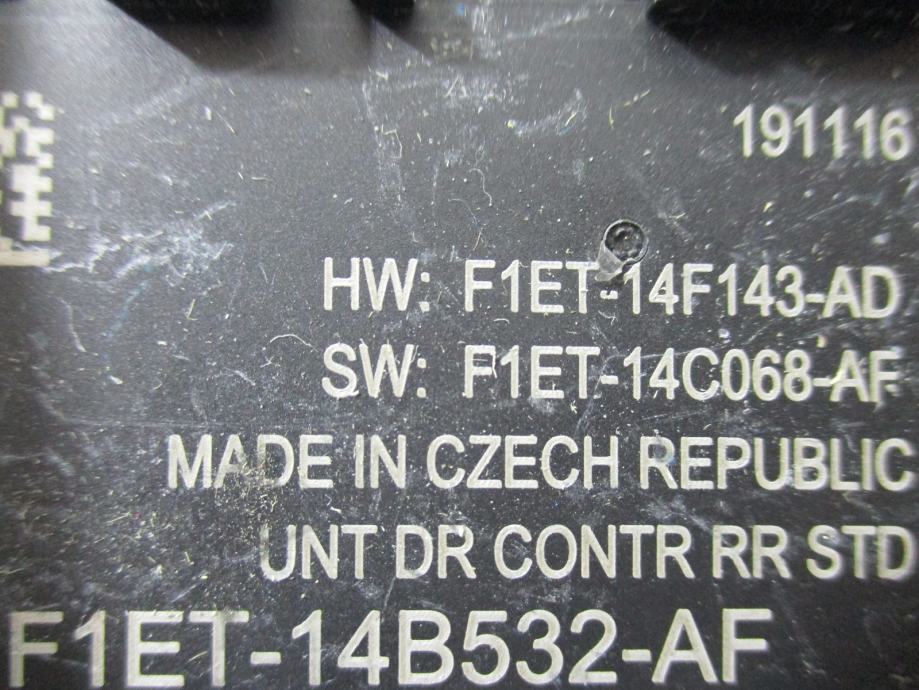 191116
HW: F1ET-14F143-AD
SW: F1ET-14C068-AF
MADE IN CZECH REPUBLIC
UNT DR CONTR RR STD
F1ET-14B532-AF